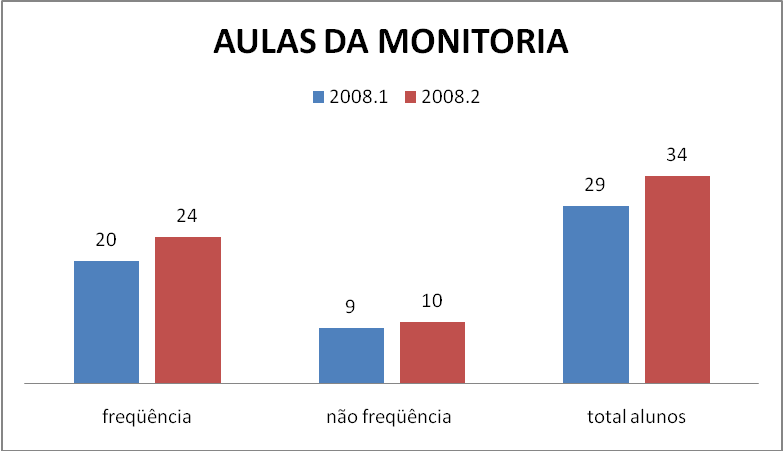 AULAS DA MONITORIA
2008.1 2008.2
20 24 9 10 29 34
freqüência não freqüência total alunos